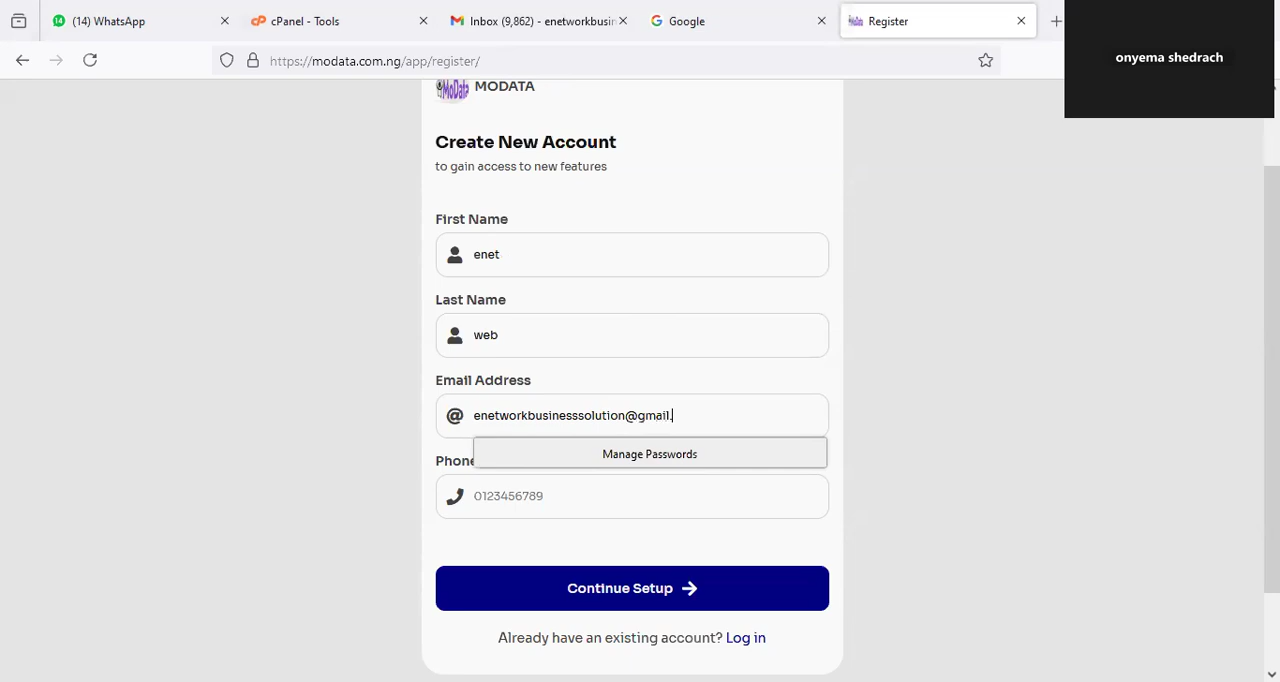 (14) WhatsApp
cPanel - Tools
Inbox (9,862) - enetworkbusin
Google
Register
https://modata.com.ng/app/register/
onyema shedrach
MoData
MODATA
Create New Account
to gain access to new features
First Name
enet
Last Name
web
Email Address
enetworkbusinesssolution@gmail.
Manage Passwords
Phone
0123456789
Continue Setup
Already have an existing account? Log in